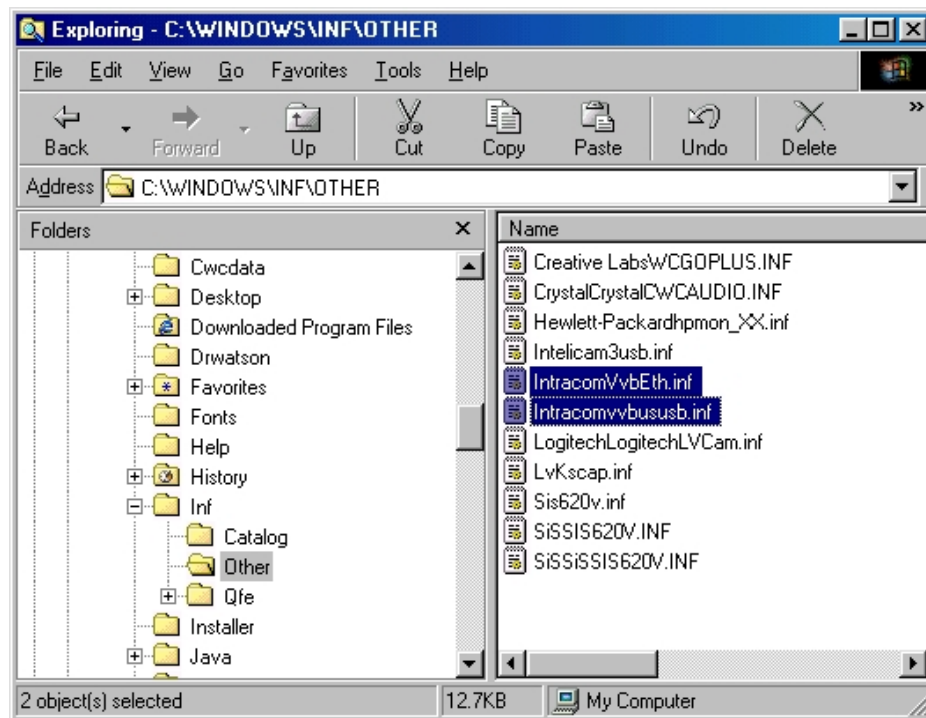 Exploring - C:\WINDOWS\INF\OTHER
File Edit View Go Favorites Tools Help
Back Forward Up Cut Copy Paste Undo Delete »
Address C:\WINDOWS\INF\OTHER
Folders
Cwcdata
Desktop
Downloaded Program Files
Drwatson
Favorites
Fonts
Help
History
Inf
Catalog
Other
Qfe
Installer
Java
Name
Creative LabsWCGOPLUS.INF
CrystalCrystalCWCAUDIO.INF
Hewlett-Packardhpmon_XX.inf
Intelicam3usb.inf
IntracomVvbEth.inf
Intracomvvbususb.inf
LogitechLogitechLVCam.inf
LvKscap.inf
Sis620v.inf
SiSSIS620V.INF
SiSSiSSIS620V.INF
2 object(s) selected 12.7KB My Computer